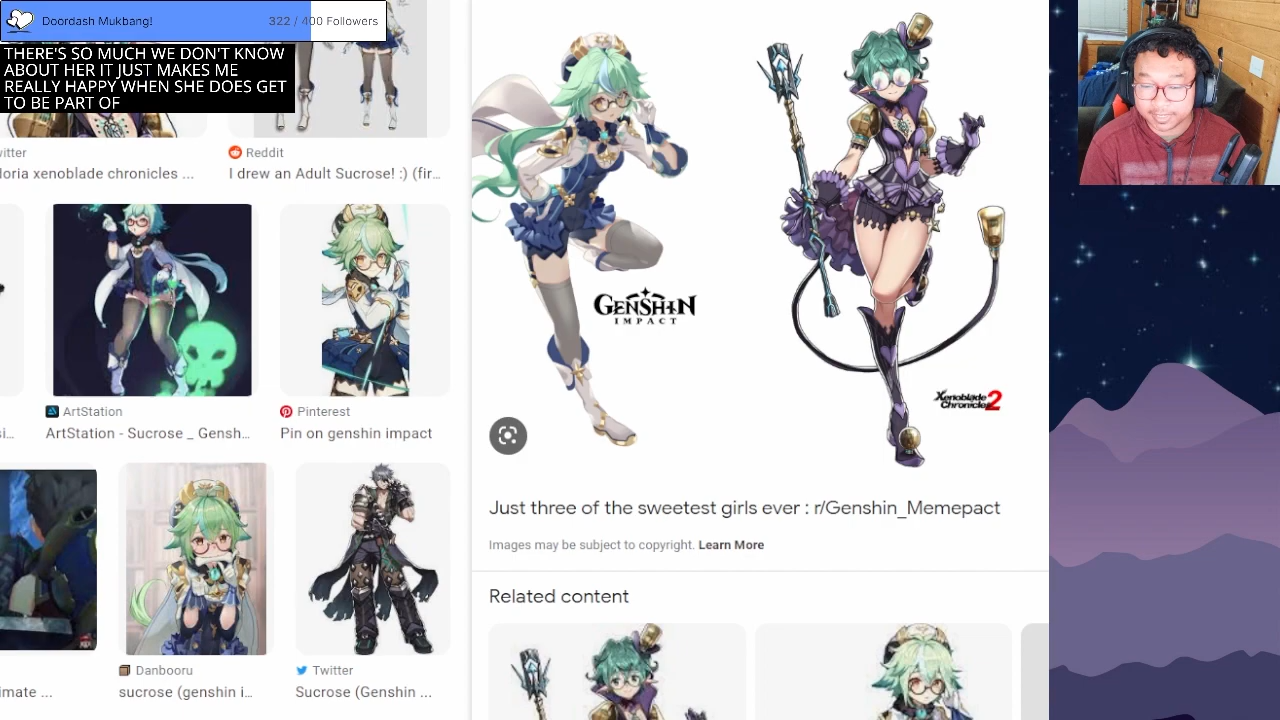 Doordash Mukbang!
322 / 400 Followers
THERE'S SO MUCH WE DON'T KNOW
ABOUT HER IT JUST MAKES ME
REALLY HAPPY WHEN SHE DOES GET
TO BE PART OF
xenoblade chronicles ...
Reddit
I drew an Adult Sucrose! :) (fir...
ArtStation
ArtStation - Sucrose _ Gensh...
Pinterest
Pin on genshin impact
Danbooru
sucrose (genshin i...
Twitter
Sucrose (Genshin ...
GENSHIN
IMPACT
Xenoblade
Chronicles 2
Just three of the sweetest girls ever : r/Genshin_Memepact
Images may be subject to copyright. Learn More
Related content